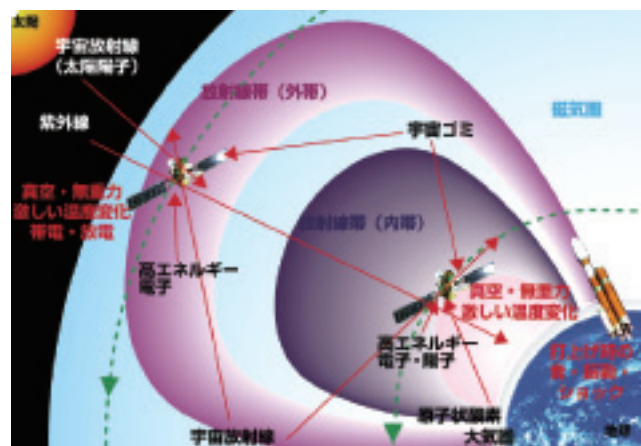 太陽
宇宙放射線
(太陽陽子)
放射線帯(外帯)
磁気圏
紫外線
宇宙ゴミ
真空・無重力
激しい温度変化
帯電・放電
放射線帯(内帯)
高エネルギー
電子
真空・無重力
激しい温度変化
高エネルギー
電子・陽子
打上げ時の
音・振動・
ショック
原子状酸素
宇宙放射線
大気圏
地球